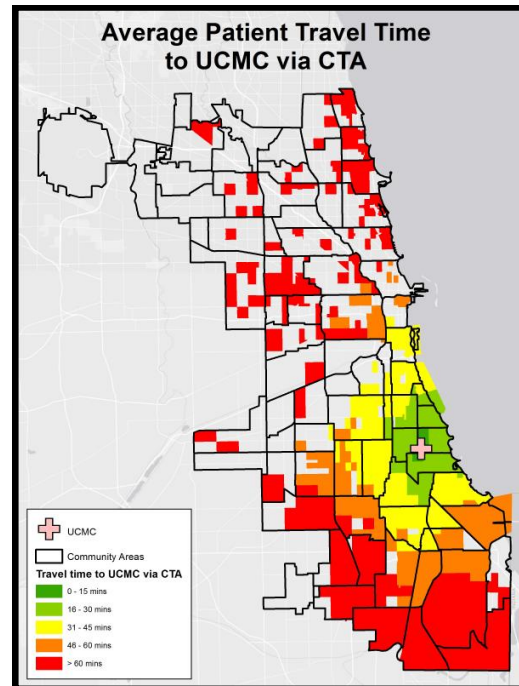 Average Patient Travel Time
to UCMC via CTA
UCMC
Community Areas
Travel time to UCMC via CTA
0 - 15 mins
16 - 30 mins
31 - 45 mins
46 - 60 mins
> 60 mins